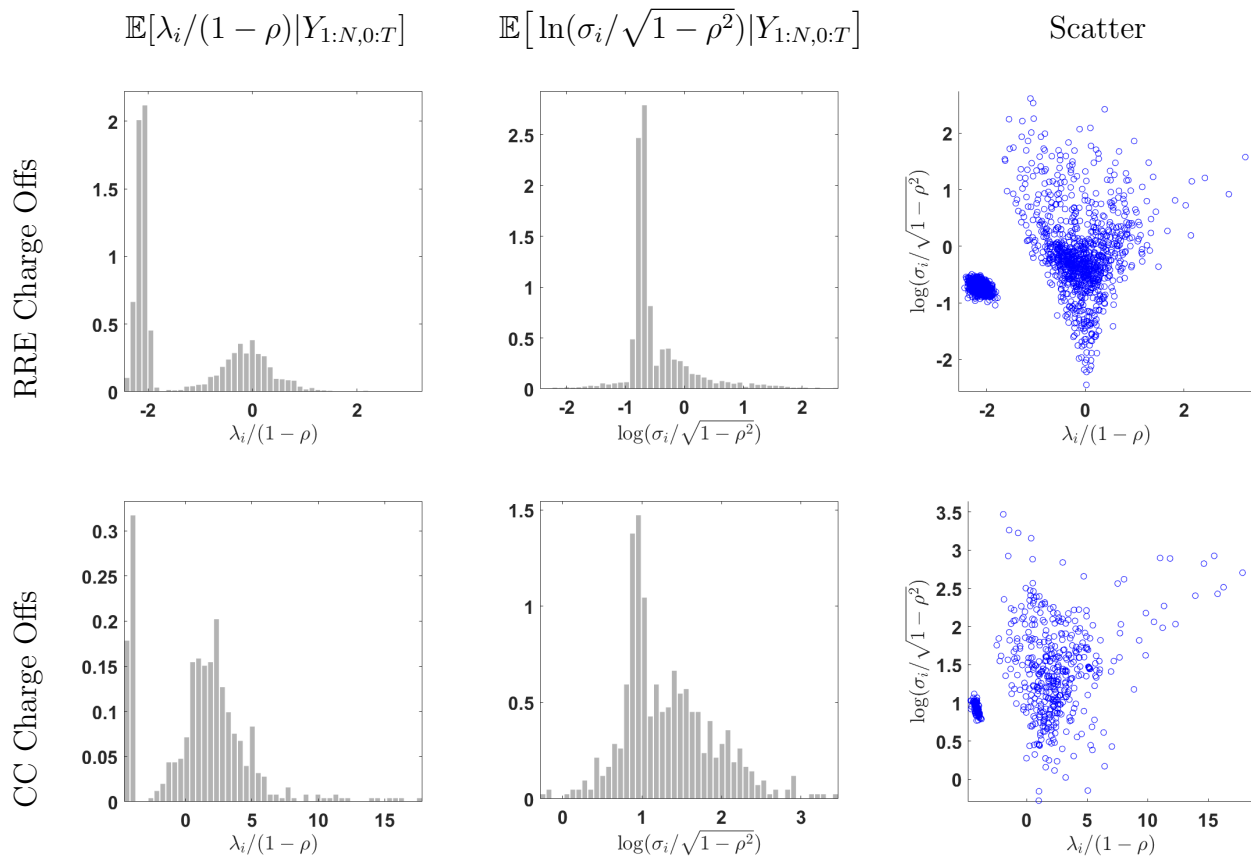 𝔼[λ_i/(1 − ρ)|Y_{1:N,0:T}]
𝔼[ ln(σ_i/√(1 − ρ²))|Y_{1:N,0:T}]
Scatter
RRE Charge Offs
2
1.5
1
0.5
0
-2 0 2
λ_i/(1 − ρ)
2.5
2
1.5
1
0.5
0
-2 -1 0 1 2
log(σ_i/√(1 − ρ²))
log(σ_i/√(1 − ρ²))
2
1
0
-1
-2
-2 0 2
λ_i/(1 − ρ)
CC Charge Offs
0.3
0.25
0.2
0.15
0.1
0.05
0
0 5 10 15
λ_i/(1 − ρ)
1.5
1
0.5
0
0 1 2 3
log(σ_i/√(1 − ρ²))
log(σ_i/√(1 − ρ²))
3.5
3
2.5
2
1.5
1
0.5
0
0 5 10 15
λ_i/(1 − ρ)